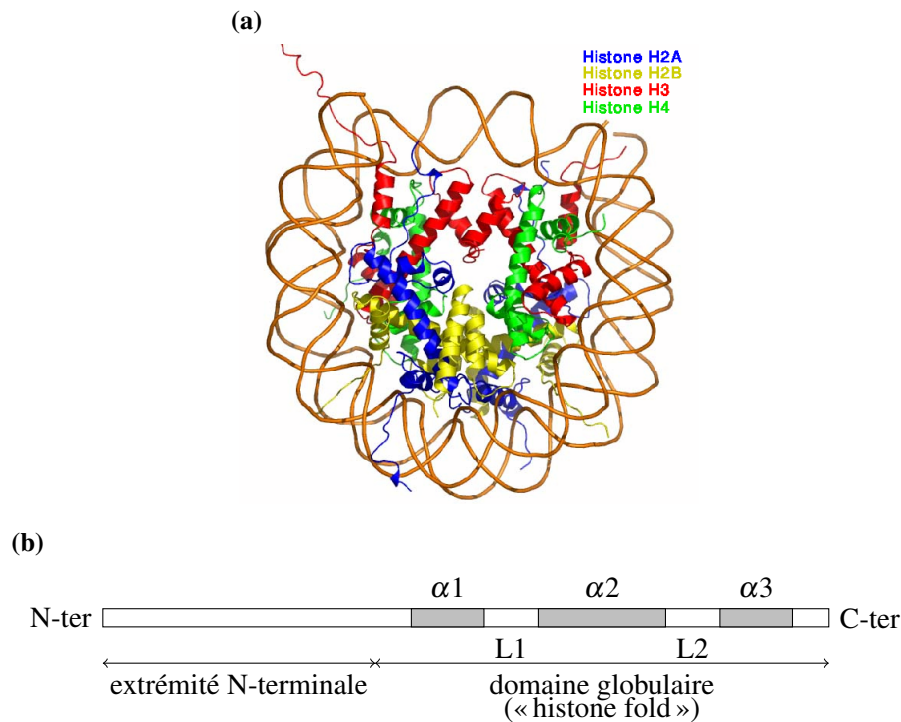 (a)
Histone H2A
Histone H2B
Histone H3
Histone H4
(b)
α1 α2 α3
N-ter C-ter
L1 L2
extrémité N-terminale domaine globulaire
(« histone fold »)